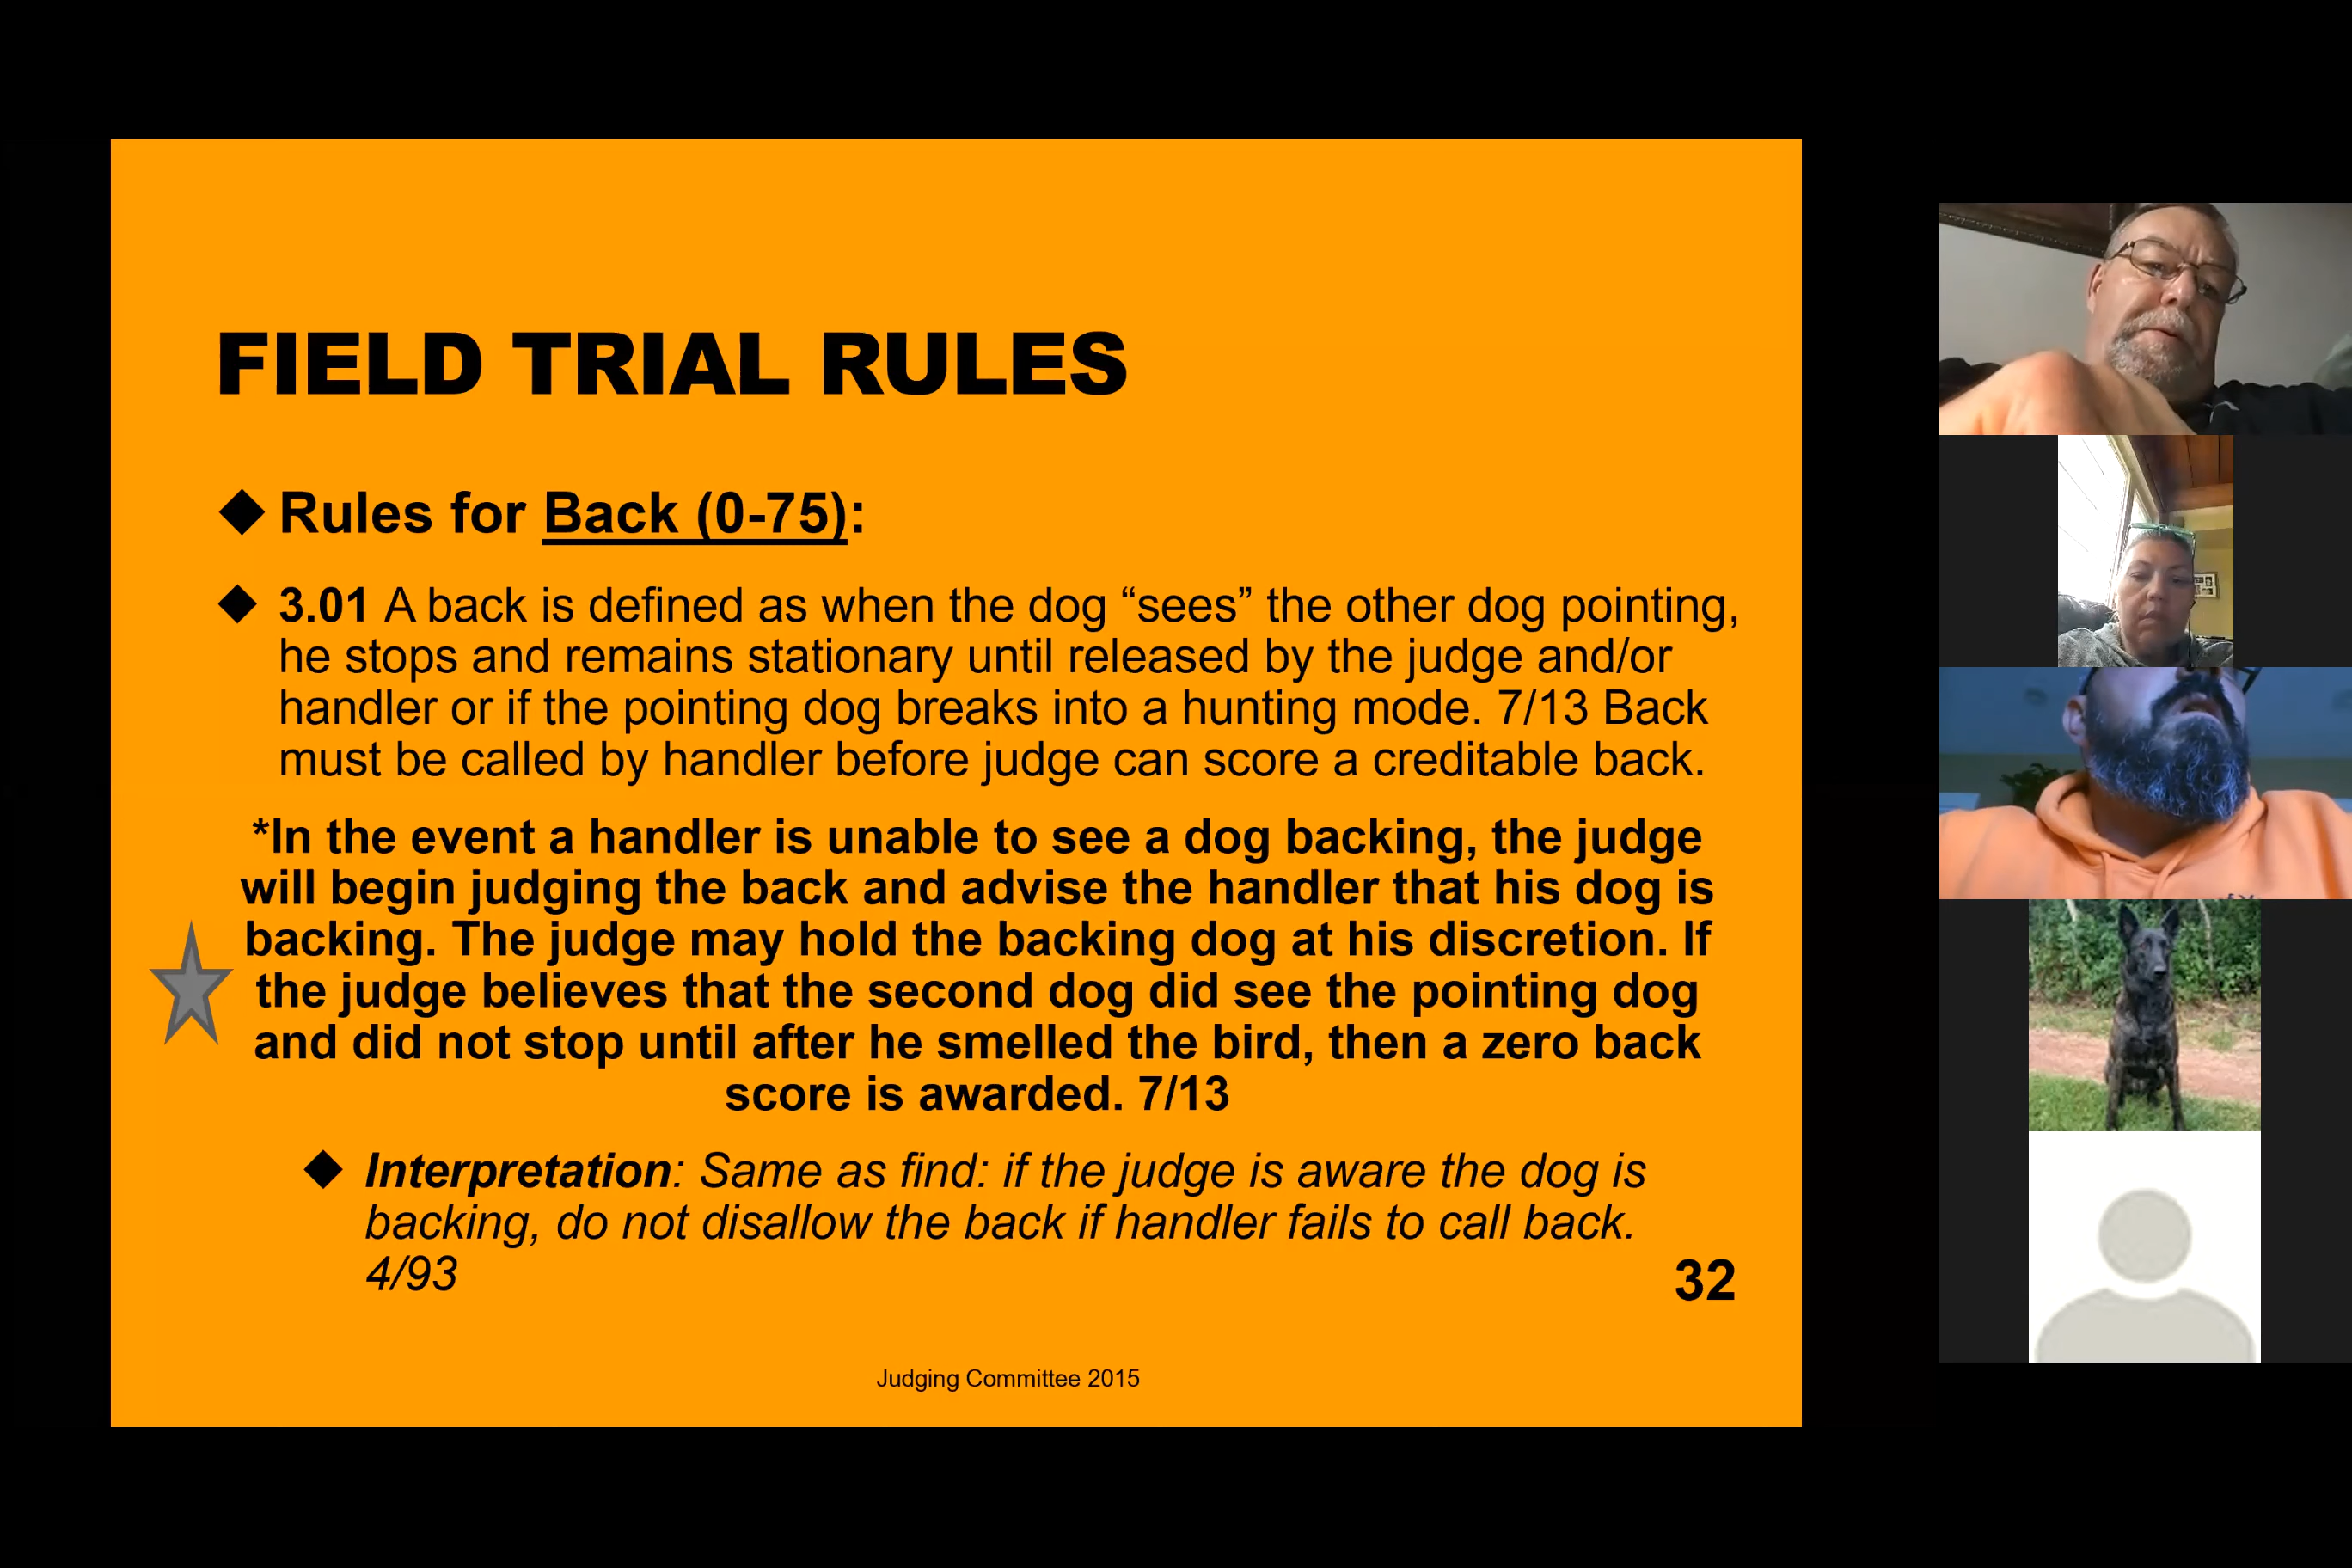 FIELD TRIAL RULES
Rules for Back (0-75):
3.01 A back is defined as when the dog “sees” the other dog pointing,
he stops and remains stationary until released by the judge and/or
handler or if the pointing dog breaks into a hunting mode. 7/13 Back
must be called by handler before judge can score a creditable back.
*In the event a handler is unable to see a dog backing, the judge
will begin judging the back and advise the handler that his dog is
backing. The judge may hold the backing dog at his discretion. If
the judge believes that the second dog did see the pointing dog
and did not stop until after he smelled the bird, then a zero back
score is awarded. 7/13
Interpretation: Same as find: if the judge is aware the dog is
backing, do not disallow the back if handler fails to call back.
4/93
32
Judging Committee 2015